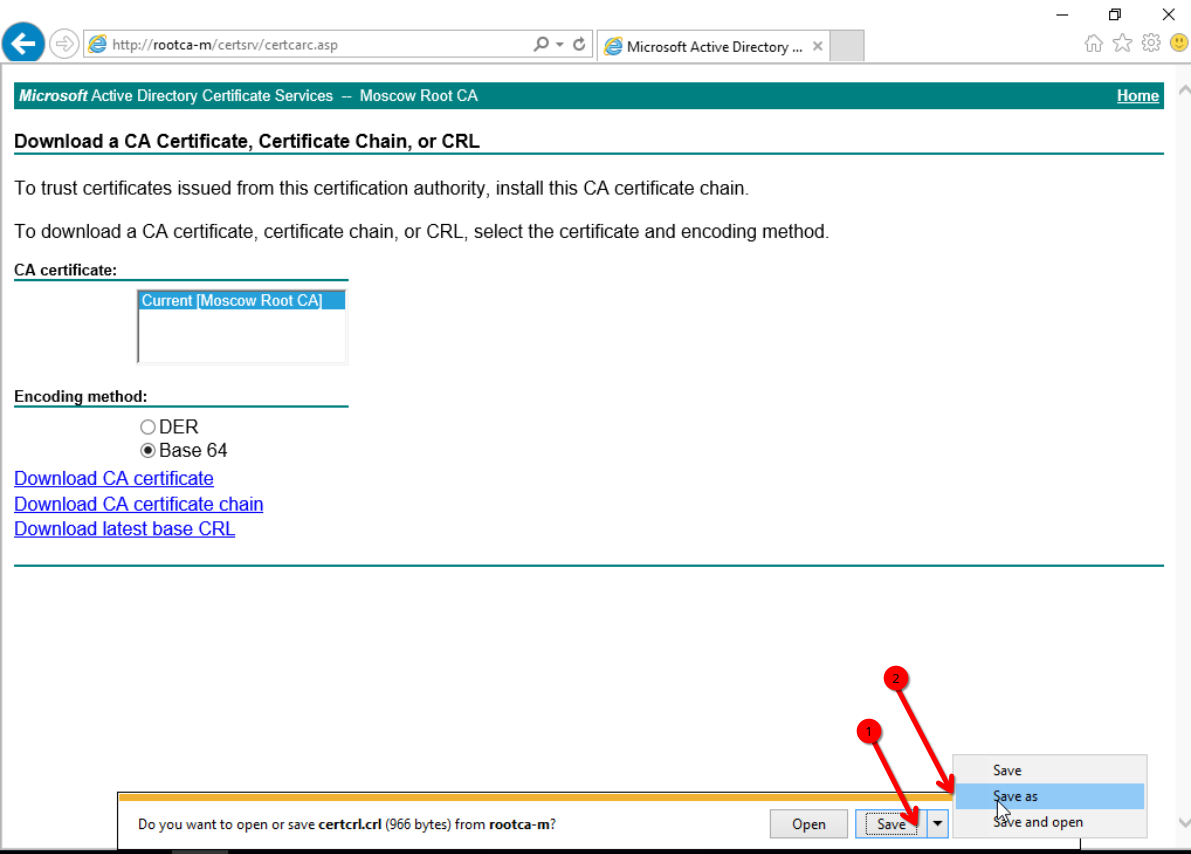 http://rootca-m/certsrv/certcarc.asp
Microsoft Active Directory ...
Microsoft Active Directory Certificate Services -- Moscow Root CA
Home
Download a CA Certificate, Certificate Chain, or CRL
To trust certificates issued from this certification authority, install this CA certificate chain.
To download a CA certificate, certificate chain, or CRL, select the certificate and encoding method.
CA certificate:
Current [Moscow Root CA]
Encoding method:
DER
Base 64
Download CA certificate
Download CA certificate chain
Download latest base CRL
2
1
Save
Save as
Save and open
Do you want to open or save certcrl.crl (966 bytes) from rootca-m?
Open
Save